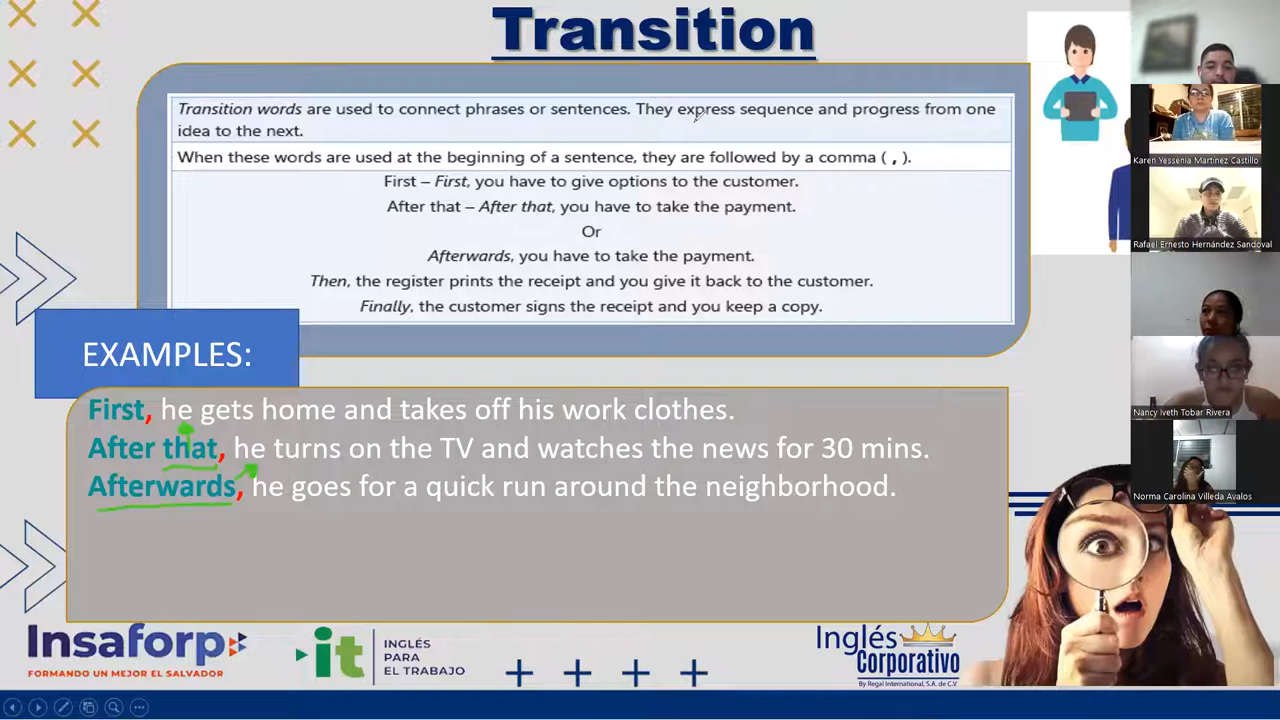 Transition
Transition words are used to connect phrases or sentences. They express sequence and progress from one
idea to the next.
When these words are used at the beginning of a sentence, they are followed by a comma ( , ).
First – First, you have to give options to the customer.
After that – After that, you have to take the payment.
Or
Afterwards, you have to take the payment.
Then, the register prints the receipt and you give it back to the customer.
Finally, the customer signs the receipt and you keep a copy.
EXAMPLES:
First, he gets home and takes off his work clothes.
After that, he turns on the TV and watches the news for 30 mins.
Afterwards, he goes for a quick run around the neighborhood.
Karen Yessenia Martinez Castillo
Rafael Ernesto Hernández Sandoval
Nancy Iveth Tobar Rivera
Norma Carolina Villeda Avalos
Insaforp
FORMANDO UN MEJOR EL SALVADOR
it
INGLÉS
PARA
EL TRABAJO
Inglés
Corporativo
By Regal International, S.A. de C.V